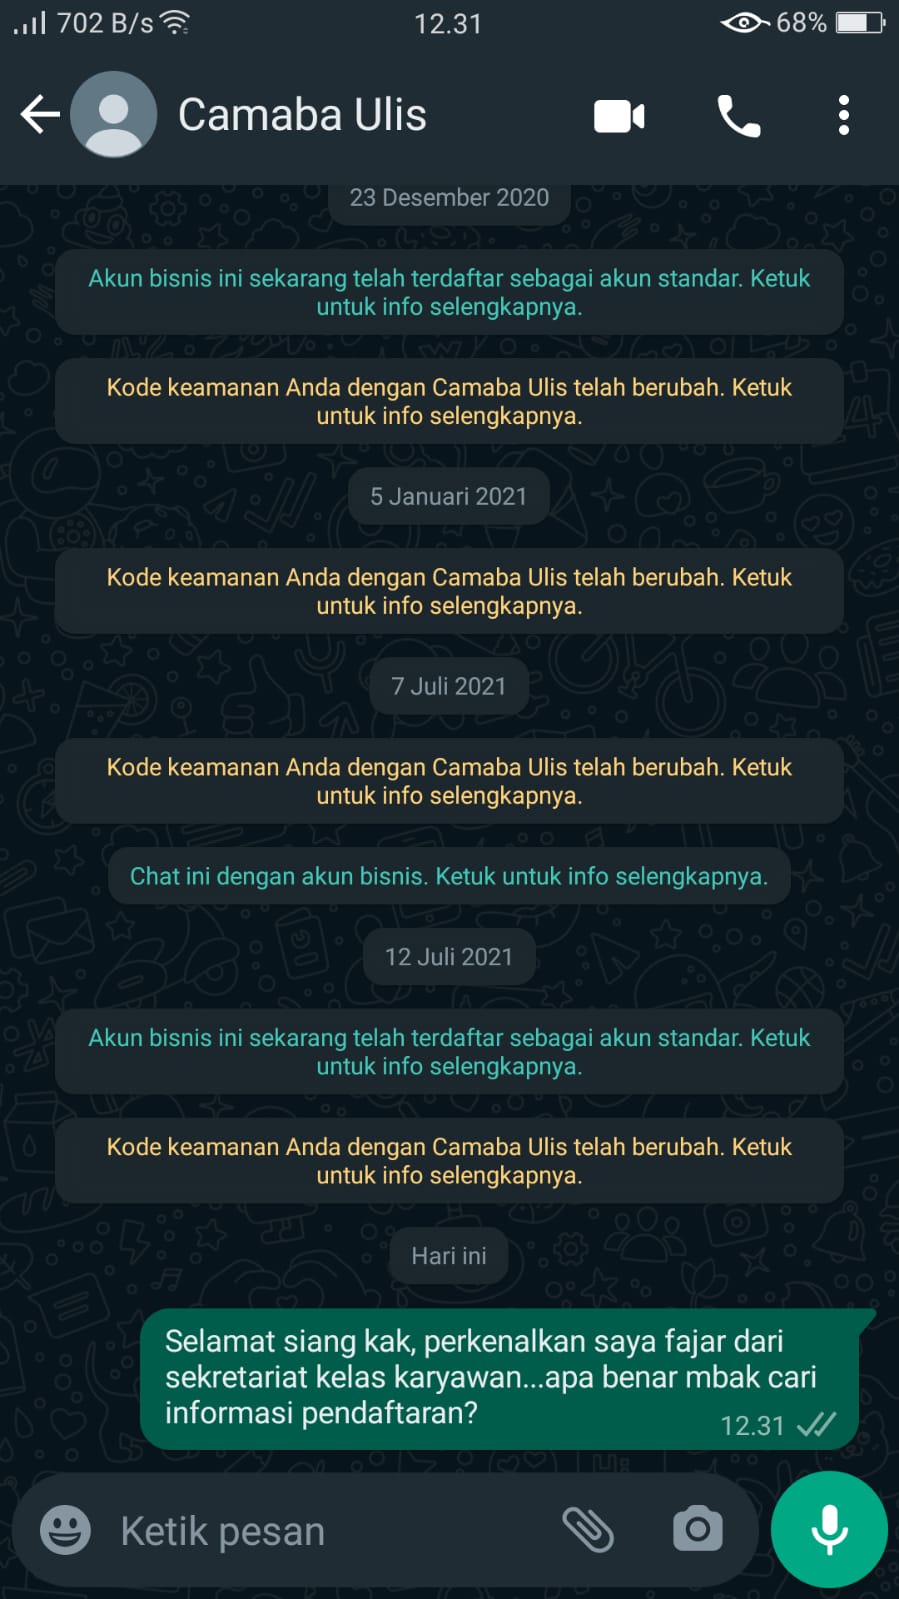 702 B/s 12.31 68%
Camaba Ulis
23 Desember 2020
Akun bisnis ini sekarang telah terdaftar sebagai akun standar. Ketuk
untuk info selengkapnya.
Kode keamanan Anda dengan Camaba Ulis telah berubah. Ketuk
untuk info selengkapnya.
5 Januari 2021
Kode keamanan Anda dengan Camaba Ulis telah berubah. Ketuk
untuk info selengkapnya.
7 Juli 2021
Kode keamanan Anda dengan Camaba Ulis telah berubah. Ketuk
untuk info selengkapnya.
Chat ini dengan akun bisnis. Ketuk untuk info selengkapnya.
12 Juli 2021
Akun bisnis ini sekarang telah terdaftar sebagai akun standar. Ketuk
untuk info selengkapnya.
Kode keamanan Anda dengan Camaba Ulis telah berubah. Ketuk
untuk info selengkapnya.
Hari ini
Selamat siang kak, perkenalkan saya fajar dari
sekretariat kelas karyawan...apa benar mbak cari
informasi pendaftaran?
12.31
Ketik pesan